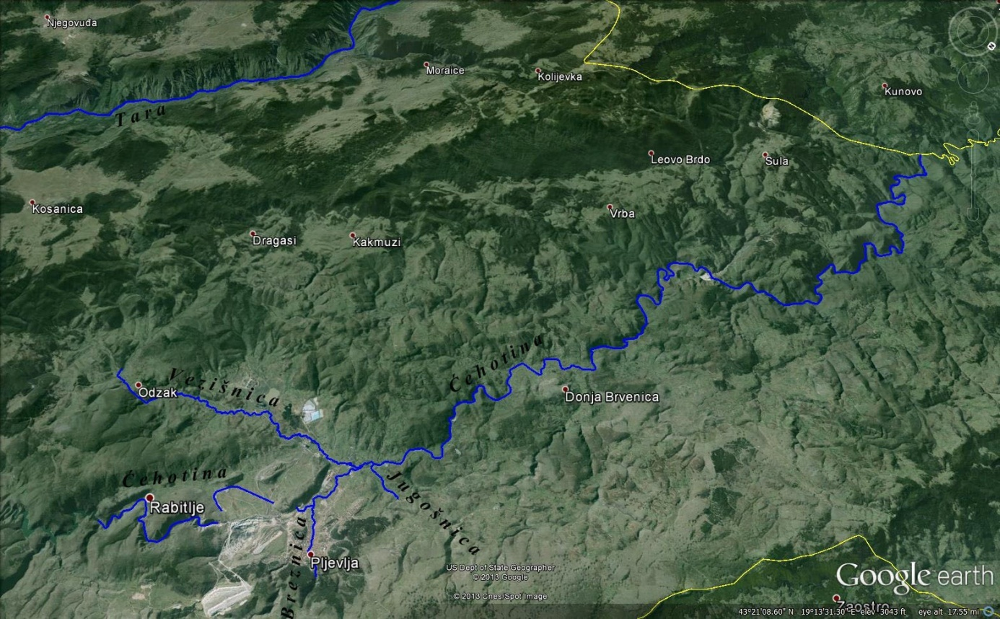 Njegovuđa
Moraice
Kolijevka
Kunovo
Tara
Leovo Brdo
Sula
Kosanica
Vrba
Dragasi
Kakmuzi
Ćehotina
Vezišnica
Odzak
Donja Brvenica
Ćehotina
Jugošnica
Rabitlje
Breznica
Pljevlja
US Dept of State Geographer
© 2013 Google
© 2013 Cnes/Spot Image
Google earth
Zaostro
43°21'08.60" N 19°13'31.30" E elev 3043 ft eye alt 17.55 mi